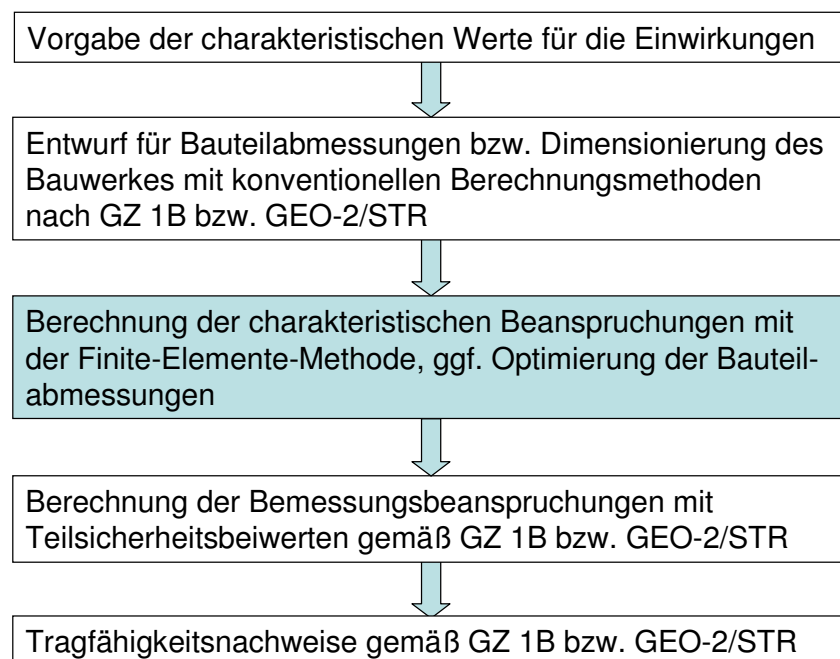 Vorgabe der charakteristischen Werte für die Einwirkungen
Entwurf für Bauteilabmessungen bzw. Dimensionierung des
Bauwerkes mit konventionellen Berechnungsmethoden
nach GZ 1B bzw. GEO-2/STR
Berechnung der charakteristischen Beanspruchungen mit
der Finite-Elemente-Methode, ggf. Optimierung der Bauteil-
abmessungen
Berechnung der Bemessungsbeanspruchungen mit
Teilsicherheitsbeiwerten gemäß GZ 1B bzw. GEO-2/STR
Tragfähigkeitsnachweise gemäß GZ 1B bzw. GEO-2/STR